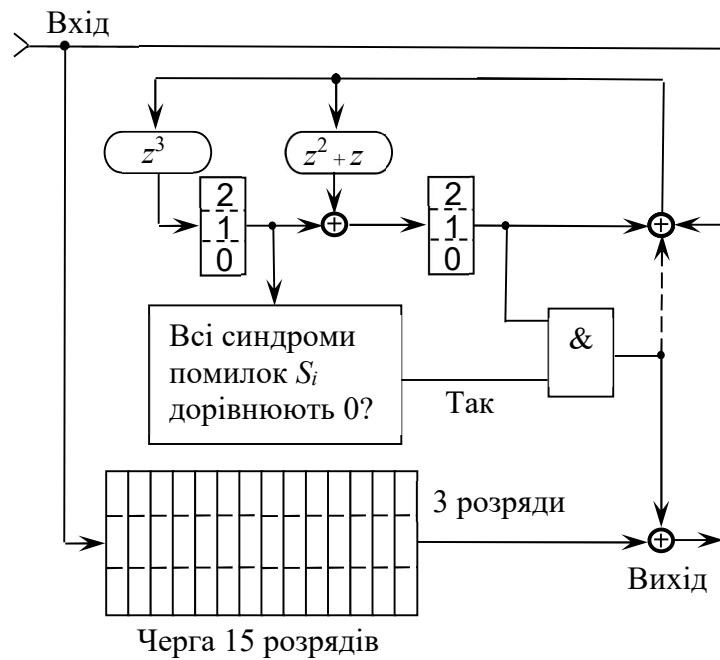 Вхід
z³
z² + z
2
1
0
2
1
0
Всі синдроми
помилок Sᵢ
дорівнюють 0?
&
Так
3 розряди
Вихід
Черга 15 розрядів